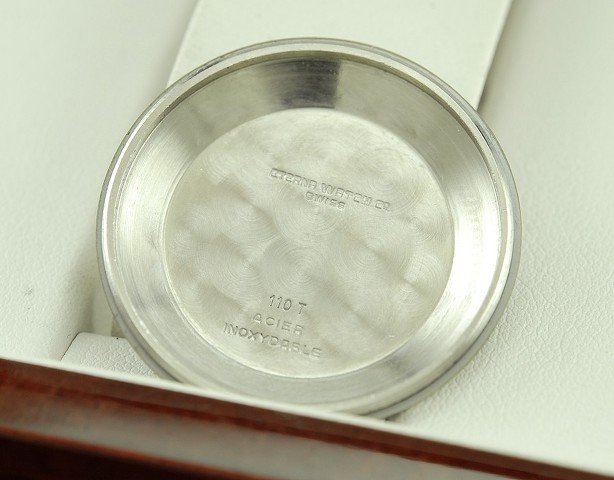 ETERNA WATCH CO.
SWISS
110 T
ACIER
INOXYDABLE